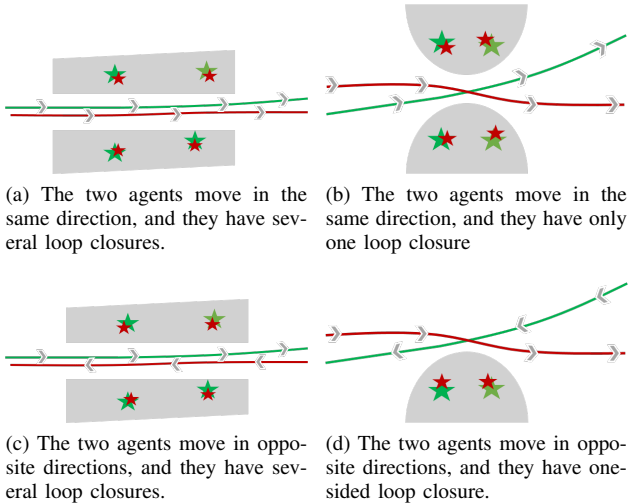 (a) The two agents move in the
same direction, and they have sev-
eral loop closures.
(b) The two agents move in the
same direction, and they have only
one loop closure
(c) The two agents move in oppo-
site directions, and they have sev-
eral loop closures.
(d) The two agents move in oppo-
site directions, and they have one-
sided loop closure.